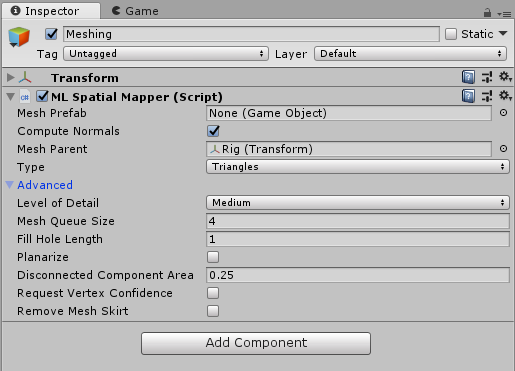 Inspector Game
Meshing Static
Tag Untagged Layer Default
Transform
ML Spatial Mapper (Script)
Mesh Prefab None (Game Object)
Compute Normals
Mesh Parent Rig (Transform)
Type Triangles
Advanced
Level of Detail Medium
Mesh Queue Size 4
Fill Hole Length 1
Planarize
Disconnected Component Area 0.25
Request Vertex Confidence
Remove Mesh Skirt
Add Component